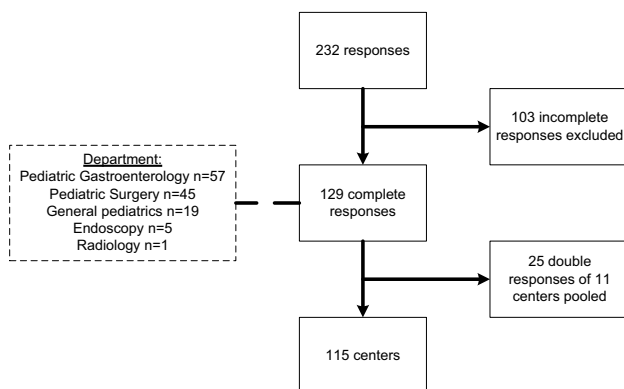 232 responses
103 incomplete
responses excluded
Department:
Pediatric Gastroenterology n=57
Pediatric Surgery n=45
General pediatrics n=19
Endoscopy n=5
Radiology n=1
129 complete
responses
25 double
responses of 11
centers pooled
115 centers